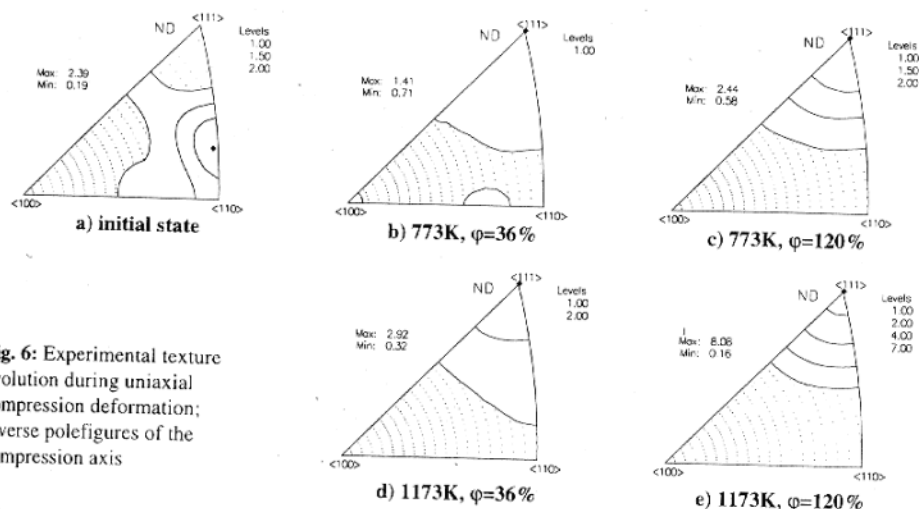 <111>
ND
Levels
1.00
1.50
2.00
Max: 2.39
Min: 0.19
<100>
<110>
a) initial state
<111>
ND
Levels
1.00
Max: 1.41
Min: 0.71
<100>
<110>
b) 773K, φ=36%
<111>
ND
Levels
1.00
1.50
2.00
Max: 2.44
Min: 0.58
<100>
<110>
c) 773K, φ=120%
ig. 6: Experimental texture
volution during uniaxial
ompression deformation;
verse polefigures of the
mpression axis
<111>
ND
Levels
1.00
2.00
Max: 2.92
Min: 0.32
<100>
<110>
d) 1173K, φ=36%
<111>
ND
Levels
1.00
2.00
4.00
7.00
Max: 8.08
Min: 0.16
<100>
<110>
e) 1173K, φ=120%